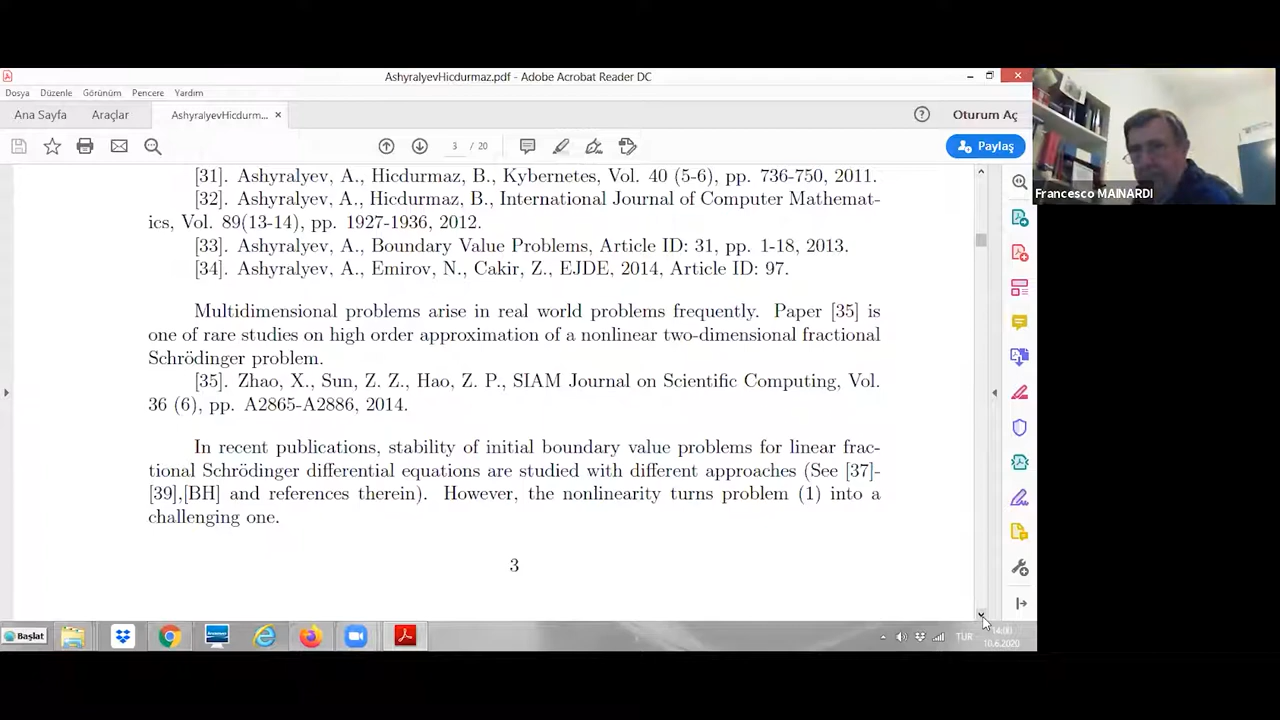 AshyralyevHicdurmaz.pdf - Adobe Acrobat Reader DC
Dosya Düzenle Görünüm Pencere Yardım
Ana Sayfa Araçlar AshyralyevHicdurm... × Oturum Aç
3 / 20 Paylaş
[31]. Ashyralyev, A., Hicdurmaz, B., Kybernetes, Vol. 40 (5-6), pp. 736-750, 2011.
[32]. Ashyralyev, A., Hicdurmaz, B., International Journal of Computer Mathemat-
ics, Vol. 89(13-14), pp. 1927-1936, 2012.
[33]. Ashyralyev, A., Boundary Value Problems, Article ID: 31, pp. 1-18, 2013.
[34]. Ashyralyev, A., Emirov, N., Cakir, Z., EJDE, 2014, Article ID: 97.
Multidimensional problems arise in real world problems frequently. Paper [35] is
one of rare studies on high order approximation of a nonlinear two-dimensional fractional
Schrödinger problem.
[35]. Zhao, X., Sun, Z. Z., Hao, Z. P., SIAM Journal on Scientific Computing, Vol.
36 (6), pp. A2865-A2886, 2014.
In recent publications, stability of initial boundary value problems for linear frac-
tional Schrödinger differential equations are studied with different approaches (See [37]-
[39],[BH] and references therein). However, the nonlinearity turns problem (1) into a
challenging one.
3
Francesco MAINARDI
Başlat
TUR
14:00
10.6.2020